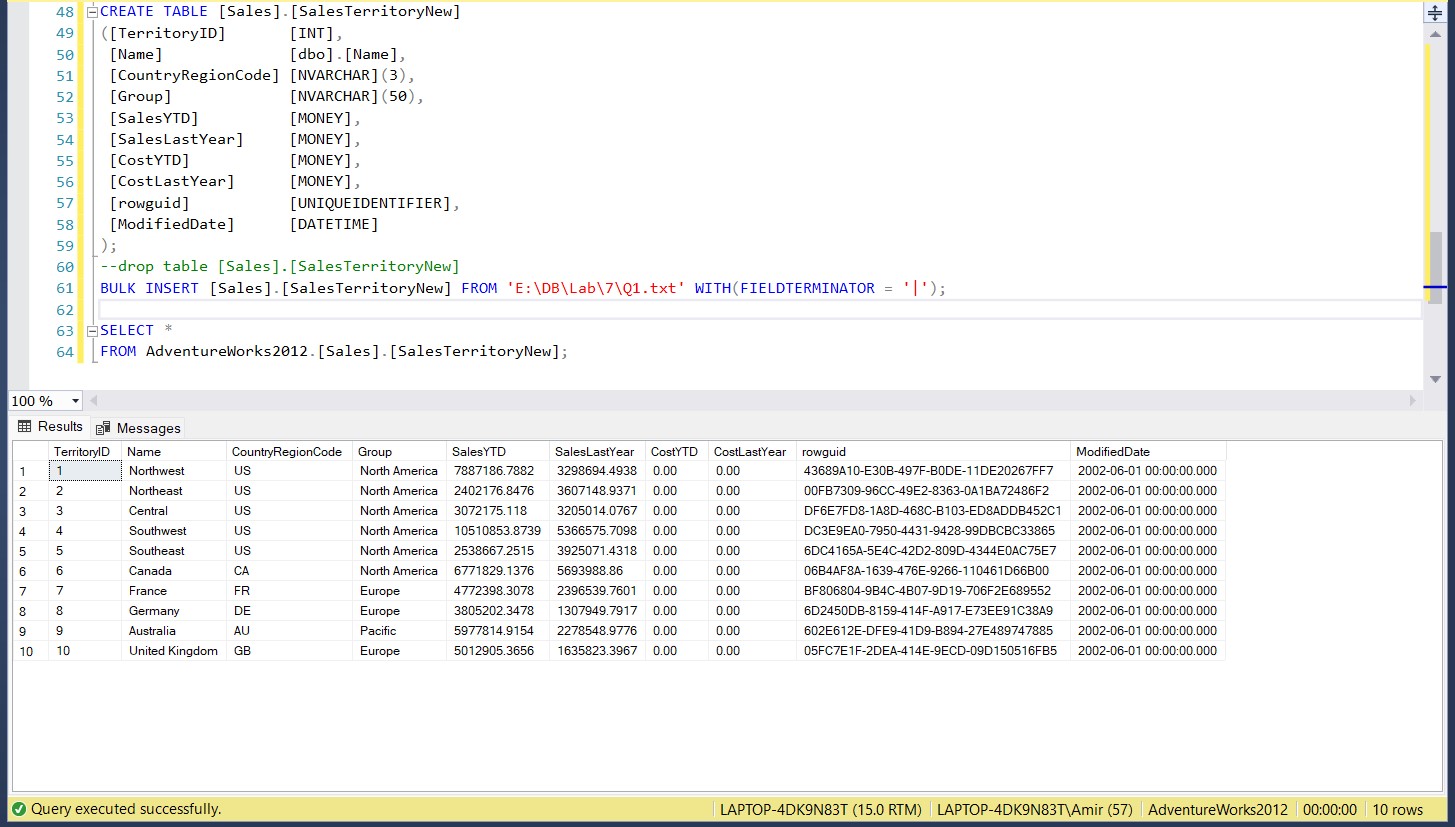 48 CREATE TABLE [Sales].[SalesTerritoryNew]
49 ([TerritoryID] [INT],
50 [Name] [dbo].[Name],
51 [CountryRegionCode] [NVARCHAR](3),
52 [Group] [NVARCHAR](50),
53 [SalesYTD] [MONEY],
54 [SalesLastYear] [MONEY],
55 [CostYTD] [MONEY],
56 [CostLastYear] [MONEY],
57 [rowguid] [UNIQUEIDENTIFIER],
58 [ModifiedDate] [DATETIME]
59 );
60 --drop table [Sales].[SalesTerritoryNew]
61 BULK INSERT [Sales].[SalesTerritoryNew] FROM 'E:\DB\Lab\7\Q1.txt' WITH(FIELDTERMINATOR = '|');
62
63 SELECT *
64 FROM AdventureWorks2012.[Sales].[SalesTerritoryNew];
100 %
Results Messages
TerritoryID Name CountryRegionCode Group SalesYTD SalesLastYear CostYTD CostLastYear rowguid ModifiedDate
1 1 Northwest US North America 7887186.7882 3298694.4938 0.00 0.00 43689A10-E30B-497F-B0DE-11DE20267FF7 2002-06-01 00:00:00.000
2 2 Northeast US North America 2402176.8476 3607148.9371 0.00 0.00 00FB7309-96CC-49E2-8363-0A1BA72486F2 2002-06-01 00:00:00.000
3 3 Central US North America 3072175.118 3205014.0767 0.00 0.00 DF6E7FD8-1A8D-468C-B103-ED8ADDB452C1 2002-06-01 00:00:00.000
4 4 Southwest US North America 10510853.8739 5366575.7098 0.00 0.00 DC3E9EA0-7950-4431-9428-99DBCBC33865 2002-06-01 00:00:00.000
5 5 Southeast US North America 2538667.2515 3925071.4318 0.00 0.00 6DC4165A-5E4C-42D2-809D-4344E0AC75E7 2002-06-01 00:00:00.000
6 6 Canada CA North America 6771829.1376 5693988.86 0.00 0.00 06B4AF8A-1639-476E-9266-110461D66B00 2002-06-01 00:00:00.000
7 7 France FR Europe 4772398.3078 2396539.7601 0.00 0.00 BF806804-9B4C-4B07-9D19-706F2E689552 2002-06-01 00:00:00.000
8 8 Germany DE Europe 3805202.3478 1307949.7917 0.00 0.00 6D2450DB-8159-414F-A917-E73EE91C38A9 2002-06-01 00:00:00.000
9 9 Australia AU Pacific 5977814.9154 2278548.9776 0.00 0.00 602E612E-DFE9-41D9-B894-27E489747885 2002-06-01 00:00:00.000
10 10 United Kingdom GB Europe 5012905.3656 1635823.3967 0.00 0.00 05FC7E1F-2DEA-414E-9ECD-09D150516FB5 2002-06-01 00:00:00.000
Query executed successfully. LAPTOP-4DK9N83T (15.0 RTM) LAPTOP-4DK9N83T\Amir (57) AdventureWorks2012 00:00:00 10 rows